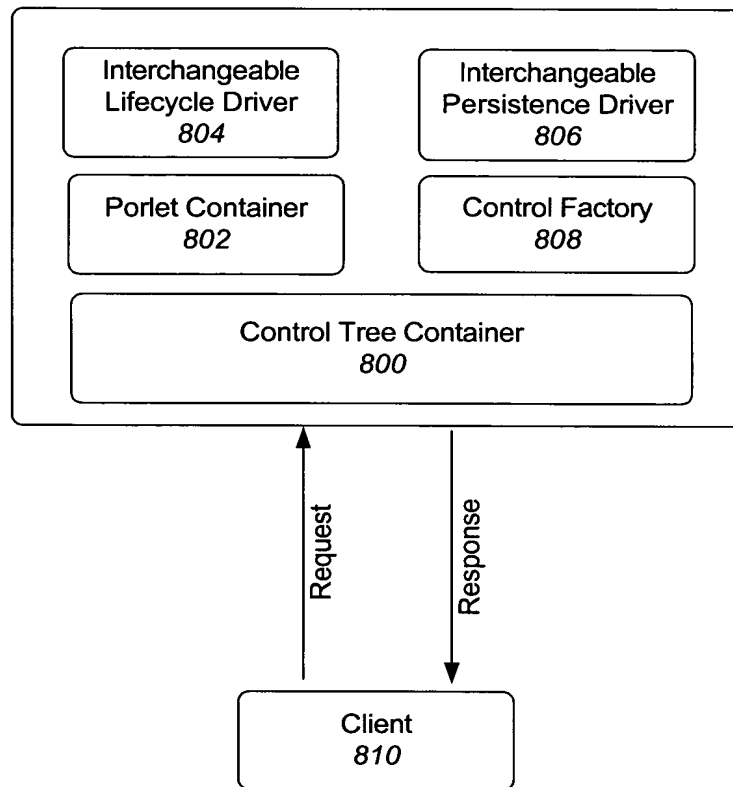 Interchangeable
Lifecycle Driver
804
Interchangeable
Persistence Driver
806
Porlet Container
802
Control Factory
808
Control Tree Container
800
Request
Response
Client
810